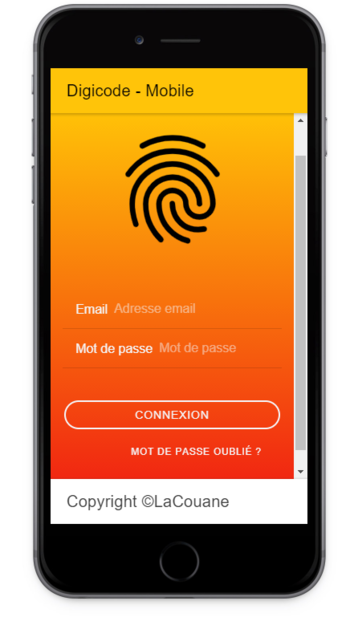 Digicode - Mobile
Email Adresse email
Mot de passe Mot de passe
CONNEXION
MOT DE PASSE OUBLIÉ ?
Copyright ©LaCouane